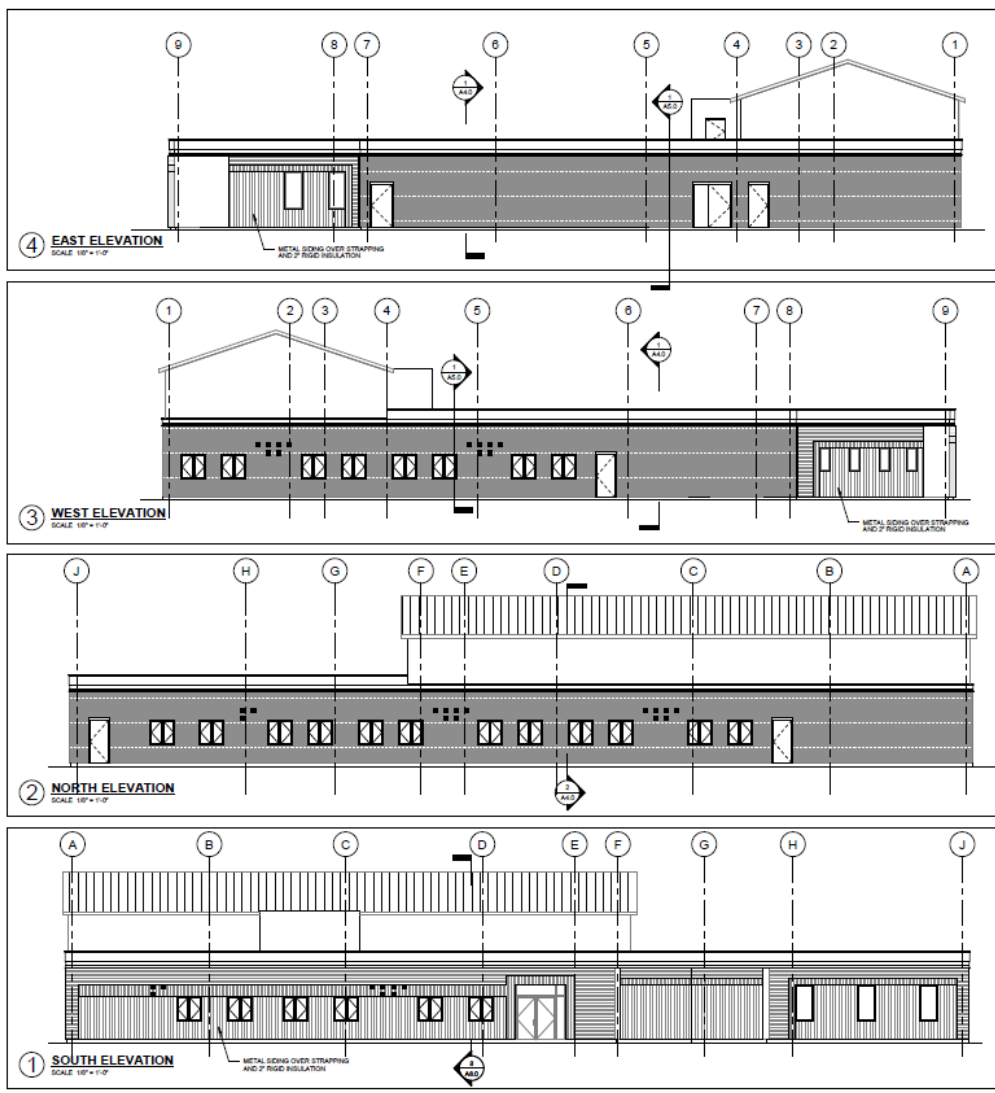 9 8 7 6 5 4 3 2 1
1
A4.0
1
A5.0
4 EAST ELEVATION
SCALE 1/8" = 1'-0"
METAL SIDING OVER STRAPPING
AND 2" RIGID INSULATION
1 2 3 4 5 6 7 8 9
1
A5.0
1
A4.0
3 WEST ELEVATION
SCALE 1/8" = 1'-0"
METAL SIDING OVER STRAPPING
AND 2" RIGID INSULATION
J H G F E D C B A
2 NORTH ELEVATION
SCALE 1/8" = 1'-0"
2
A4.0
A B C D E F G H J
1 SOUTH ELEVATION
SCALE 1/8" = 1'-0"
METAL SIDING OVER STRAPPING
AND 2" RIGID INSULATION